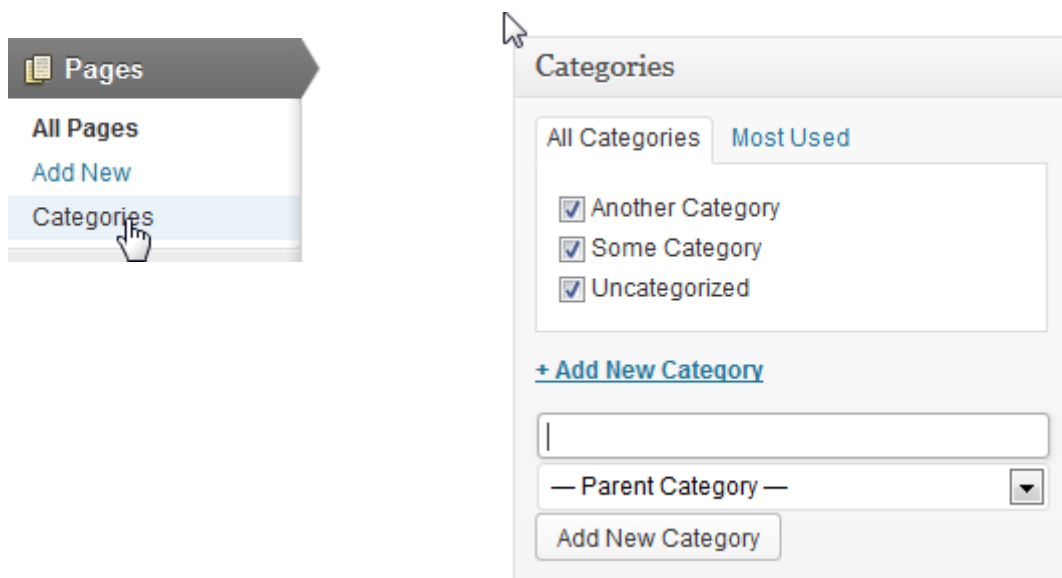 Pages
All Pages
Add New
Categories
Categories
All Categories Most Used
Another Category
Some Category
Uncategorized
+ Add New Category
— Parent Category —
Add New Category